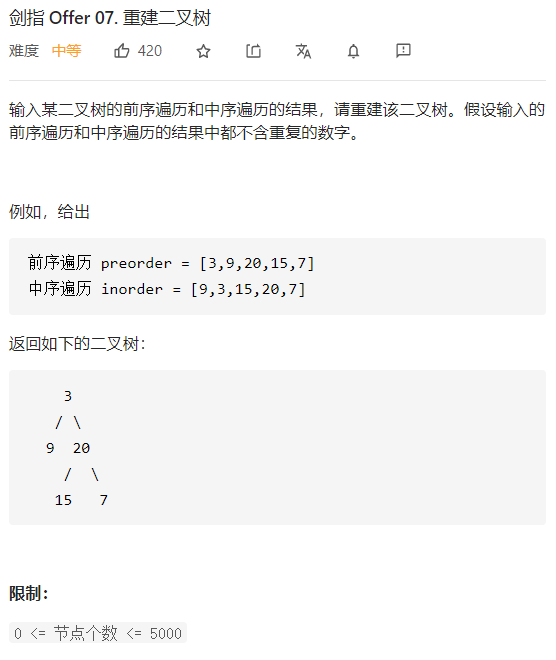 剑指 Offer 07. 重建二叉树
难度 中等 420
输入某二叉树的前序遍历和中序遍历的结果，请重建该二叉树。假设输入的
前序遍历和中序遍历的结果中都不含重复的数字。
例如，给出
前序遍历 preorder = [3,9,20,15,7]
中序遍历 inorder = [9,3,15,20,7]
返回如下的二叉树：
3
/ \
9 20
/ \
15 7
限制：
0 <= 节点个数 <= 5000